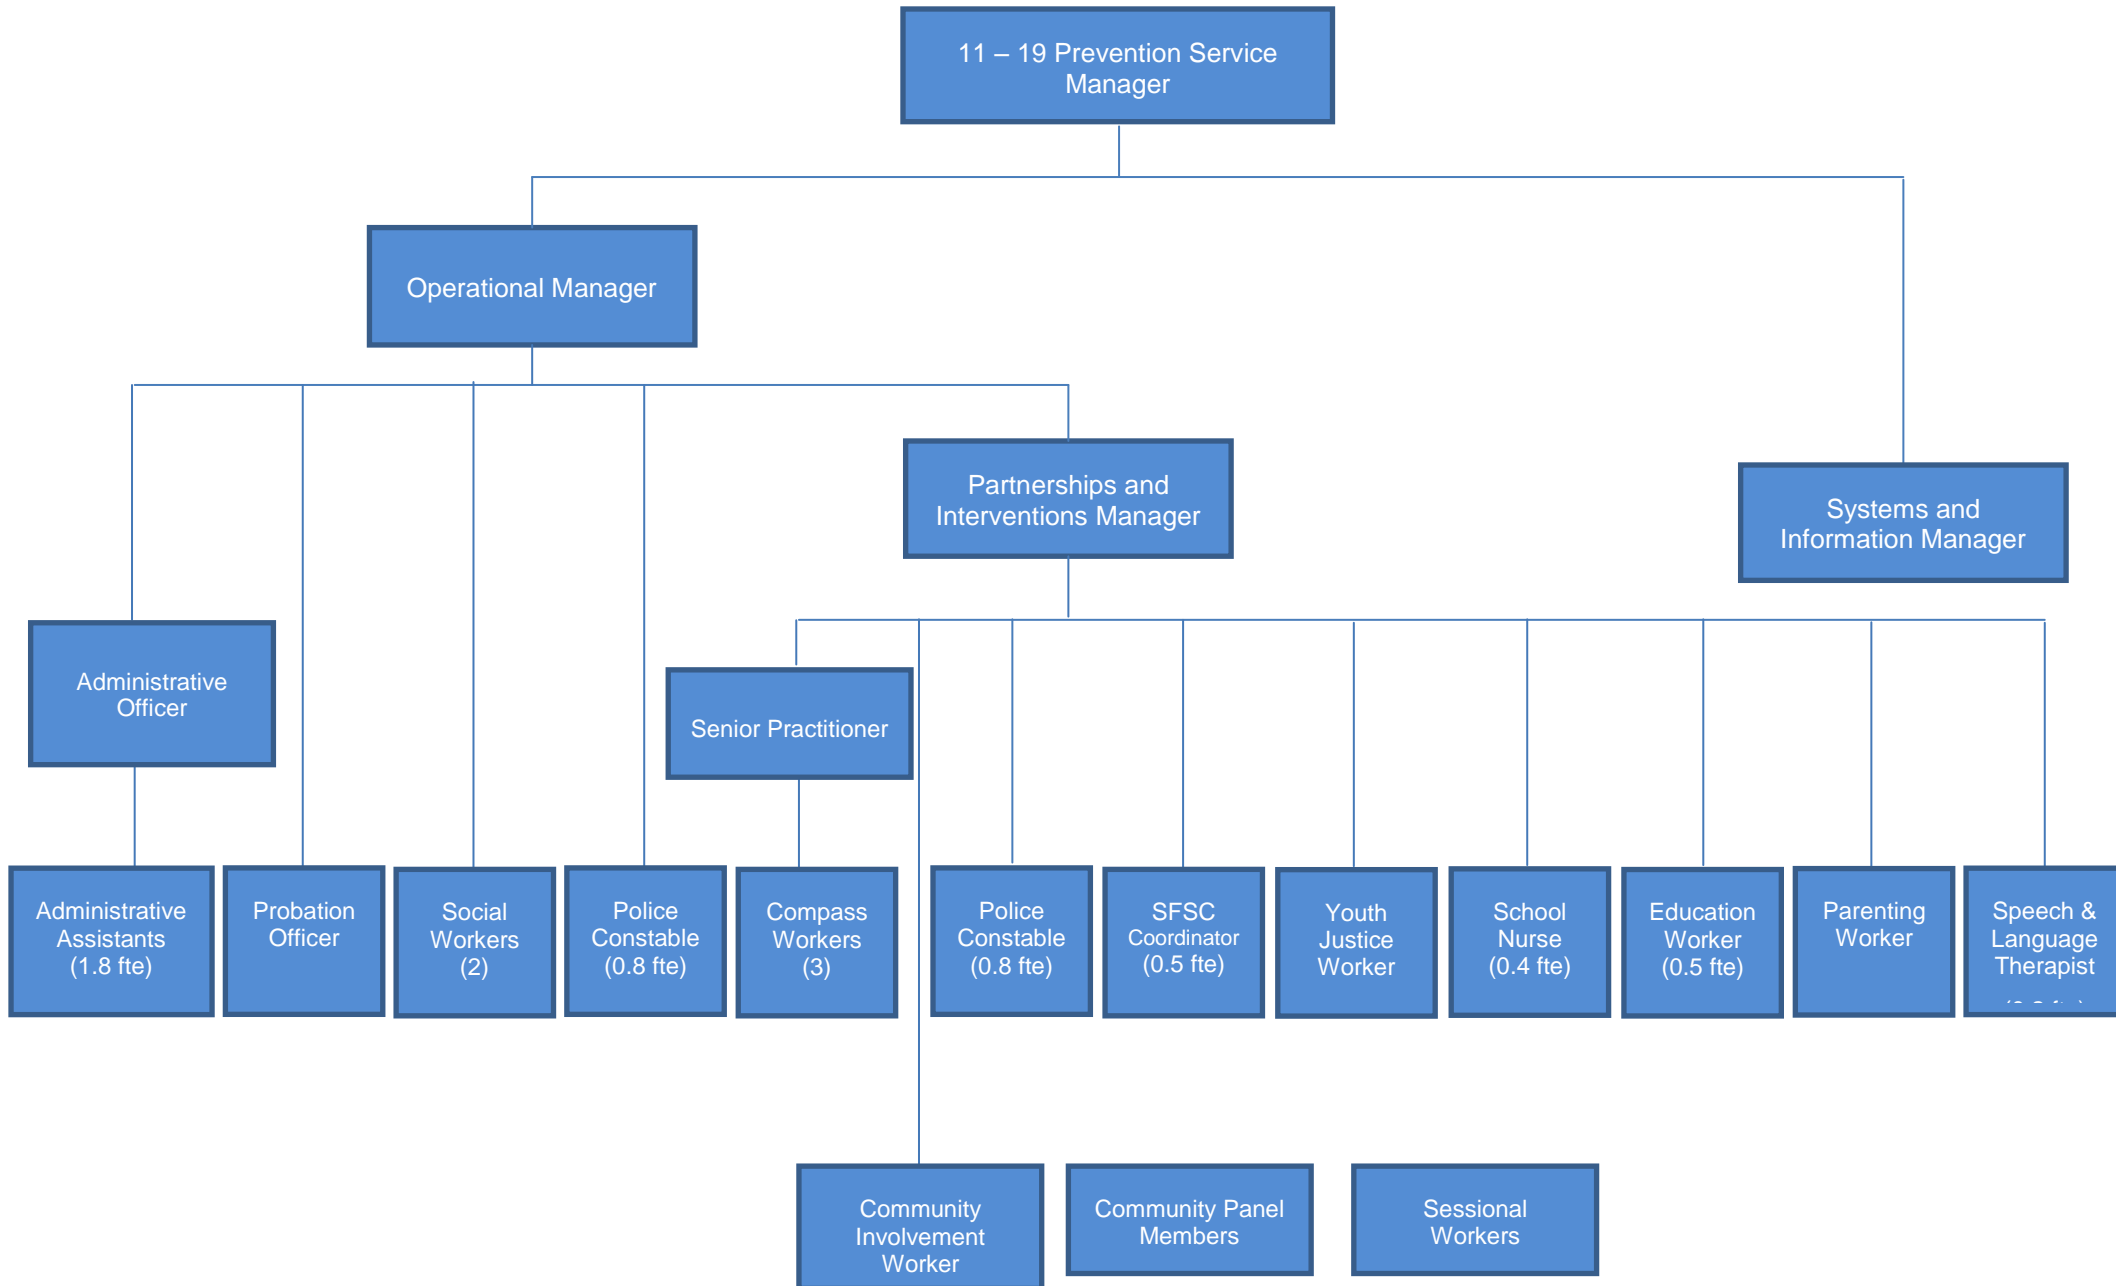 11 – 19 Prevention Service
Manager
Operational Manager
Partnerships and
Interventions Manager
Systems and
Information Manager
Administrative
Officer
Senior Practitioner
Administrative
Assistants
(1.8 fte)
Probation
Officer
Social
Workers
(2)
Police
Constable
(0.8 fte)
Compass
Workers
(3)
Police
Constable
(0.8 fte)
SFSC
Coordinator
(0.5 fte)
Youth
Justice
Worker
School
Nurse
(0.4 fte)
Education
Worker
(0.5 fte)
Parenting
Worker
Speech &
Language
Therapist
Community
Involvement
Worker
Community Panel
Members
Sessional
Workers